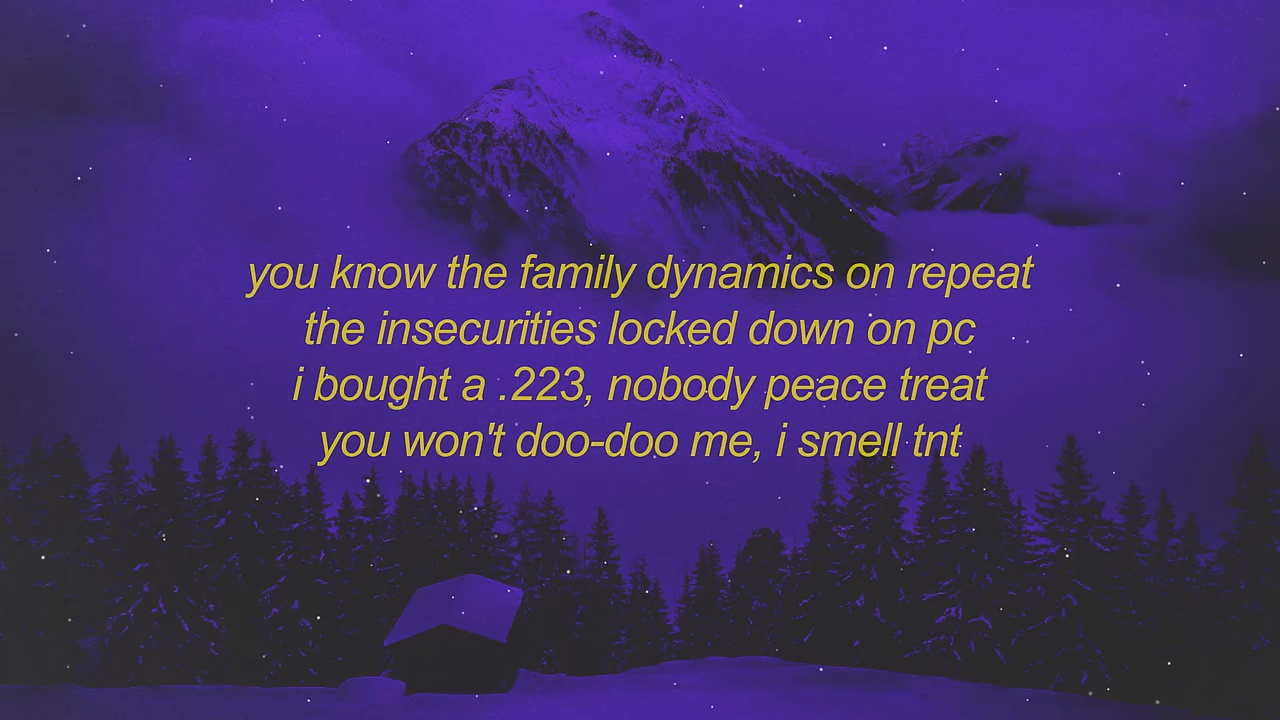 you know the family dynamics on repeat
the insecurities locked down on pc
i bought a .223, nobody peace treat
you won't doo-doo me, i smell tnt